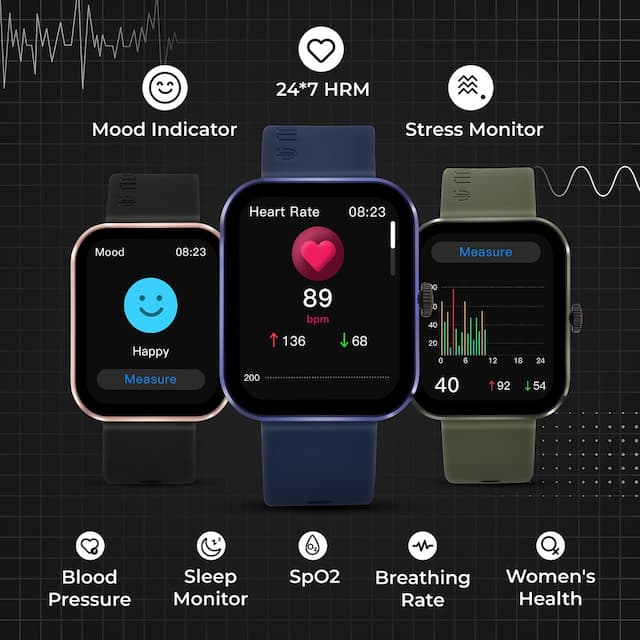 24*7 HRM
Mood Indicator
Stress Monitor
Mood 08:23
Happy
Measure
Heart Rate 08:23
89
bpm
↑136 ↓68
200
Measure
60
40
20
0 6 12 18 24
40 ↑92 ↓54
Blood
Pressure
Sleep
Monitor
O2
SpO2
Breathing
Rate
Women's
Health